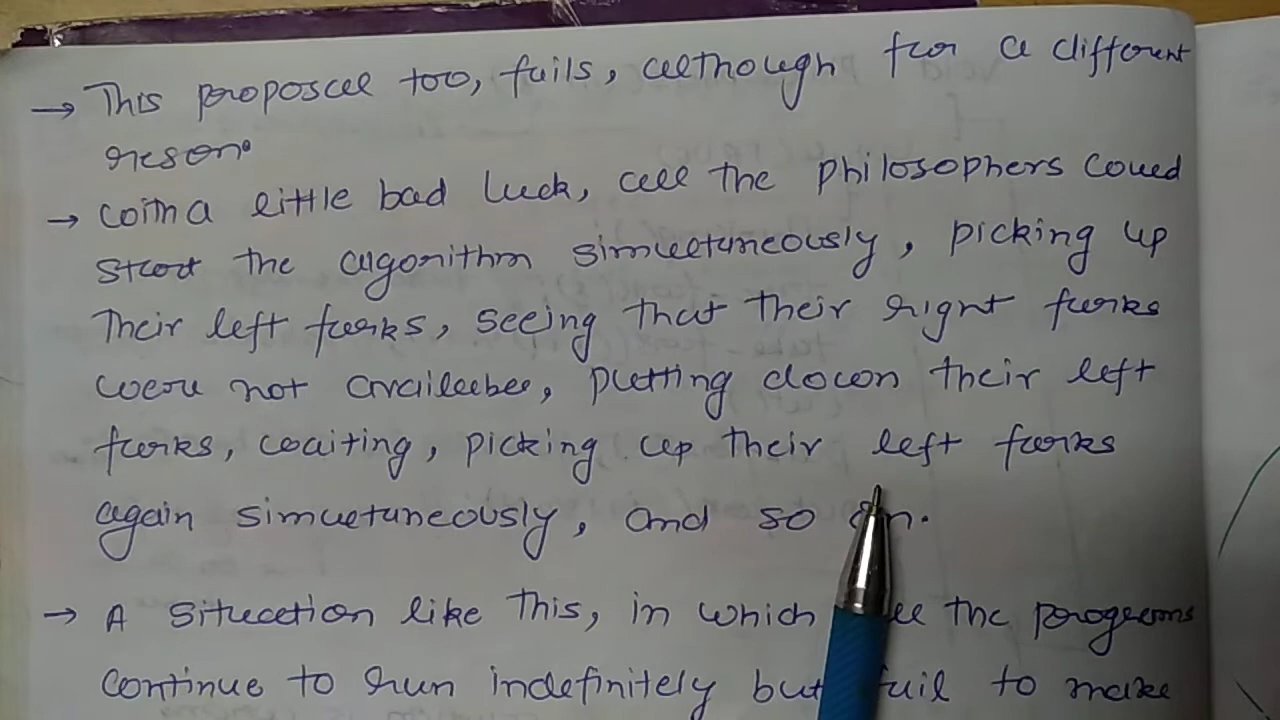 → This proposal too, fails, although for a different
reson.
→ with a little bad luck, all the philosophers could
start the algorithm simultaneously, picking up
their left forks, seeing that their right forks
were not available, putting down their left
forks, waiting, picking up their left forks
again simultaneously, and so on.
→ A situation like this, in which all the programs
continue to run indefinitely but fail to make